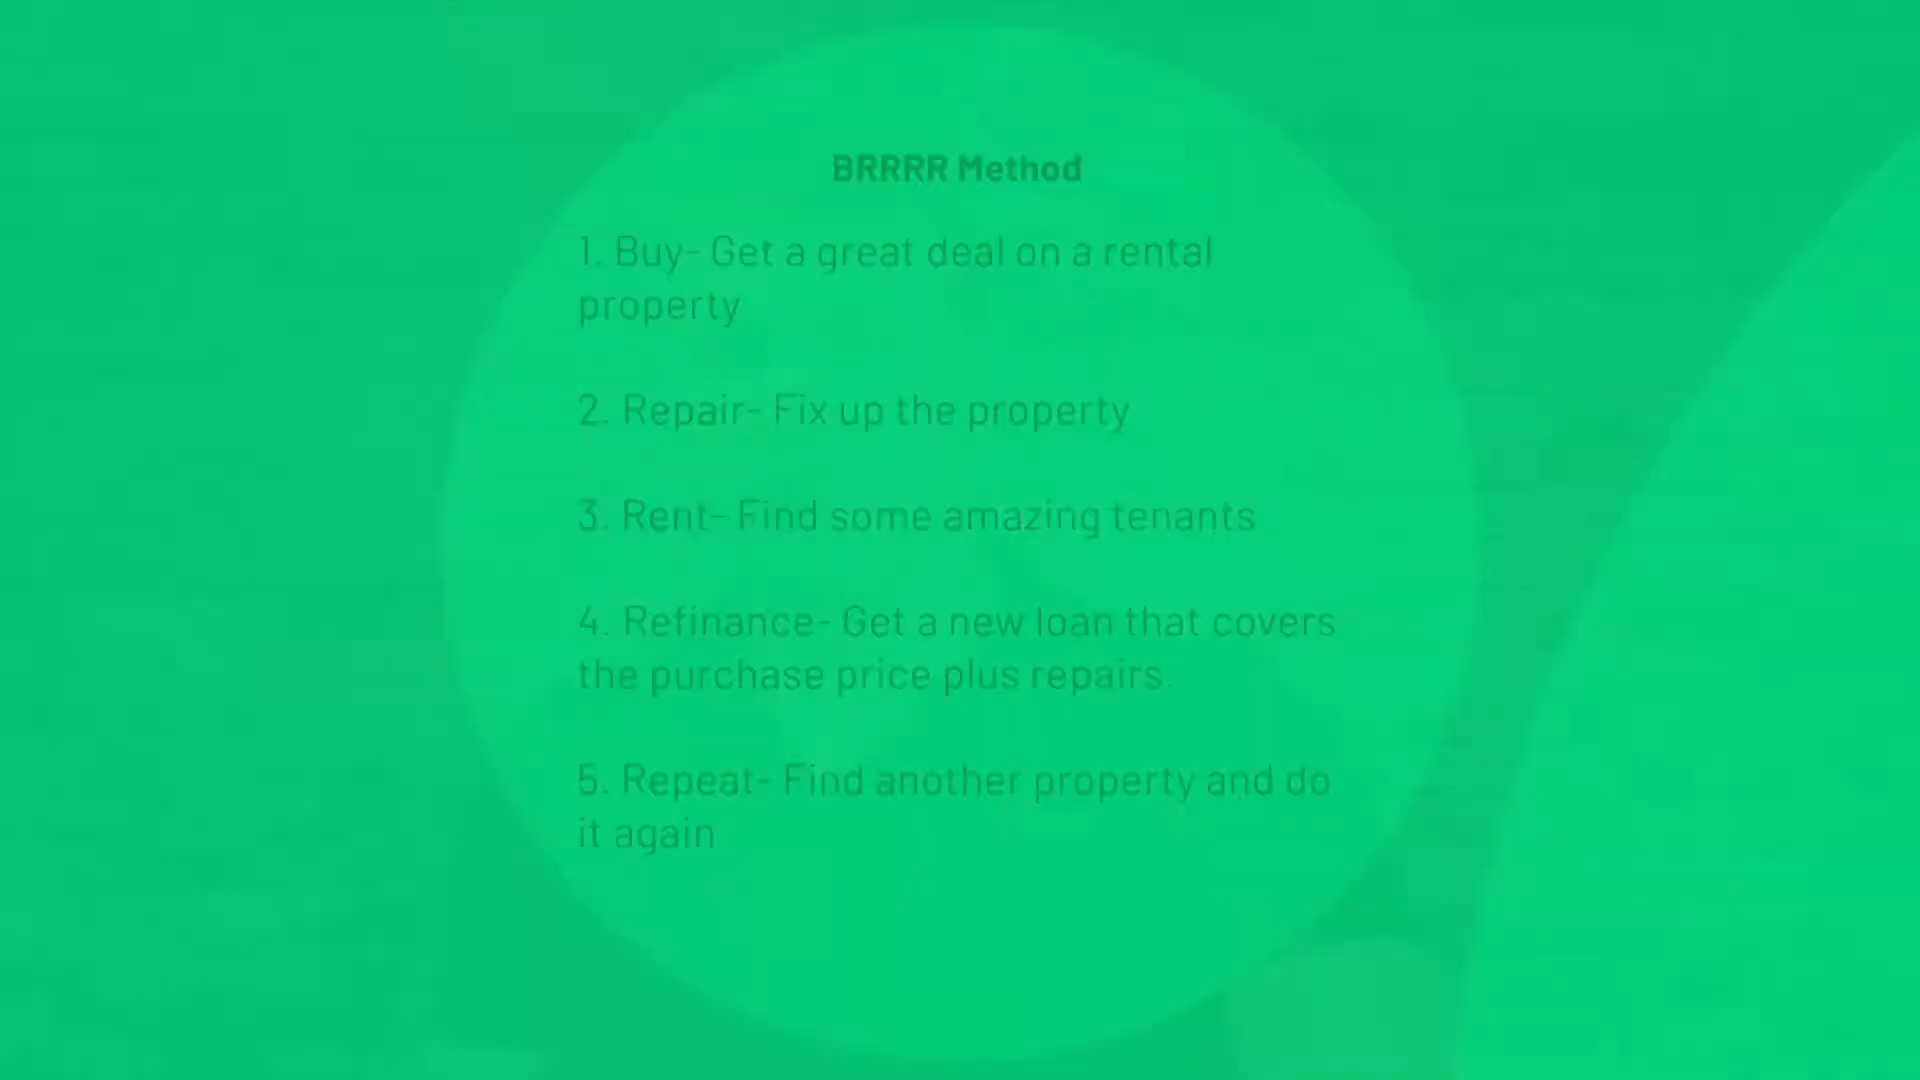 BRRRR Method
1. Buy- Get a great deal on a rental
property
2. Repair- Fix up the property
3. Rent- Find some amazing tenants
4. Refinance- Get a new loan that covers
the purchase price plus repairs.
5. Repeat- Find another property and do
it again